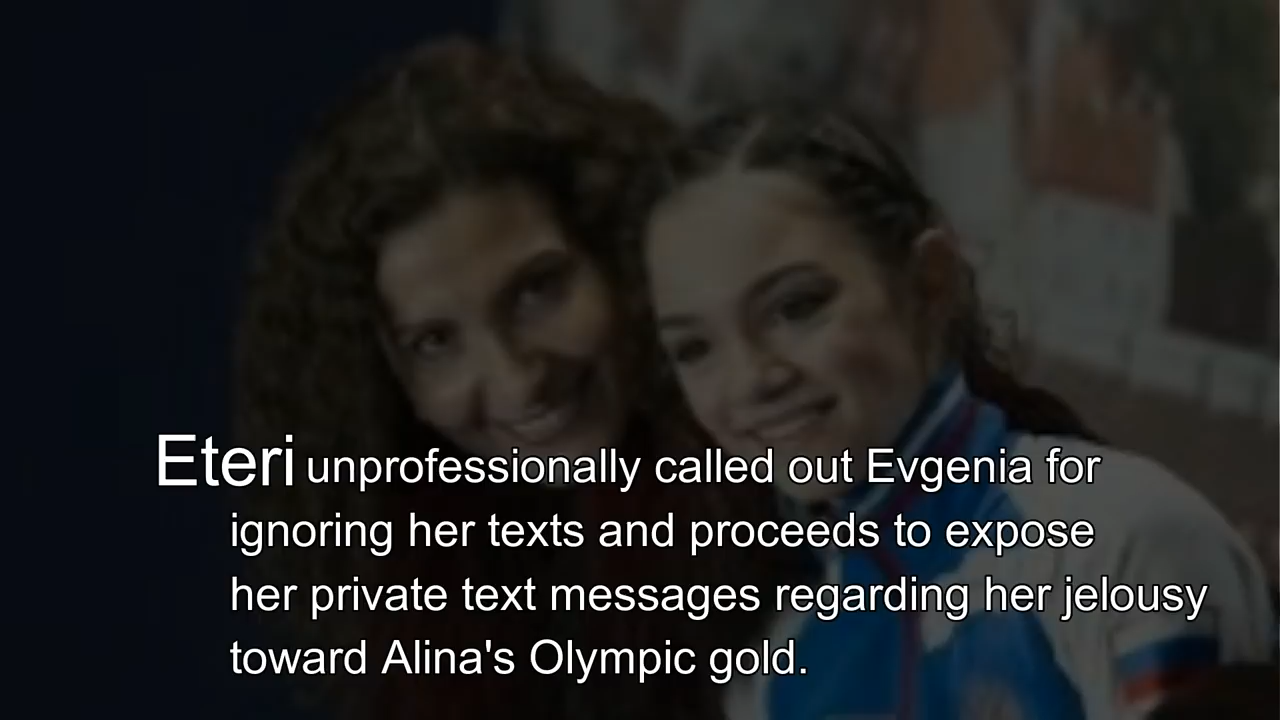 Eteri unprofessionally called out Evgenia for
ignoring her texts and proceeds to expose
her private text messages regarding her jelousy
toward Alina's Olympic gold.